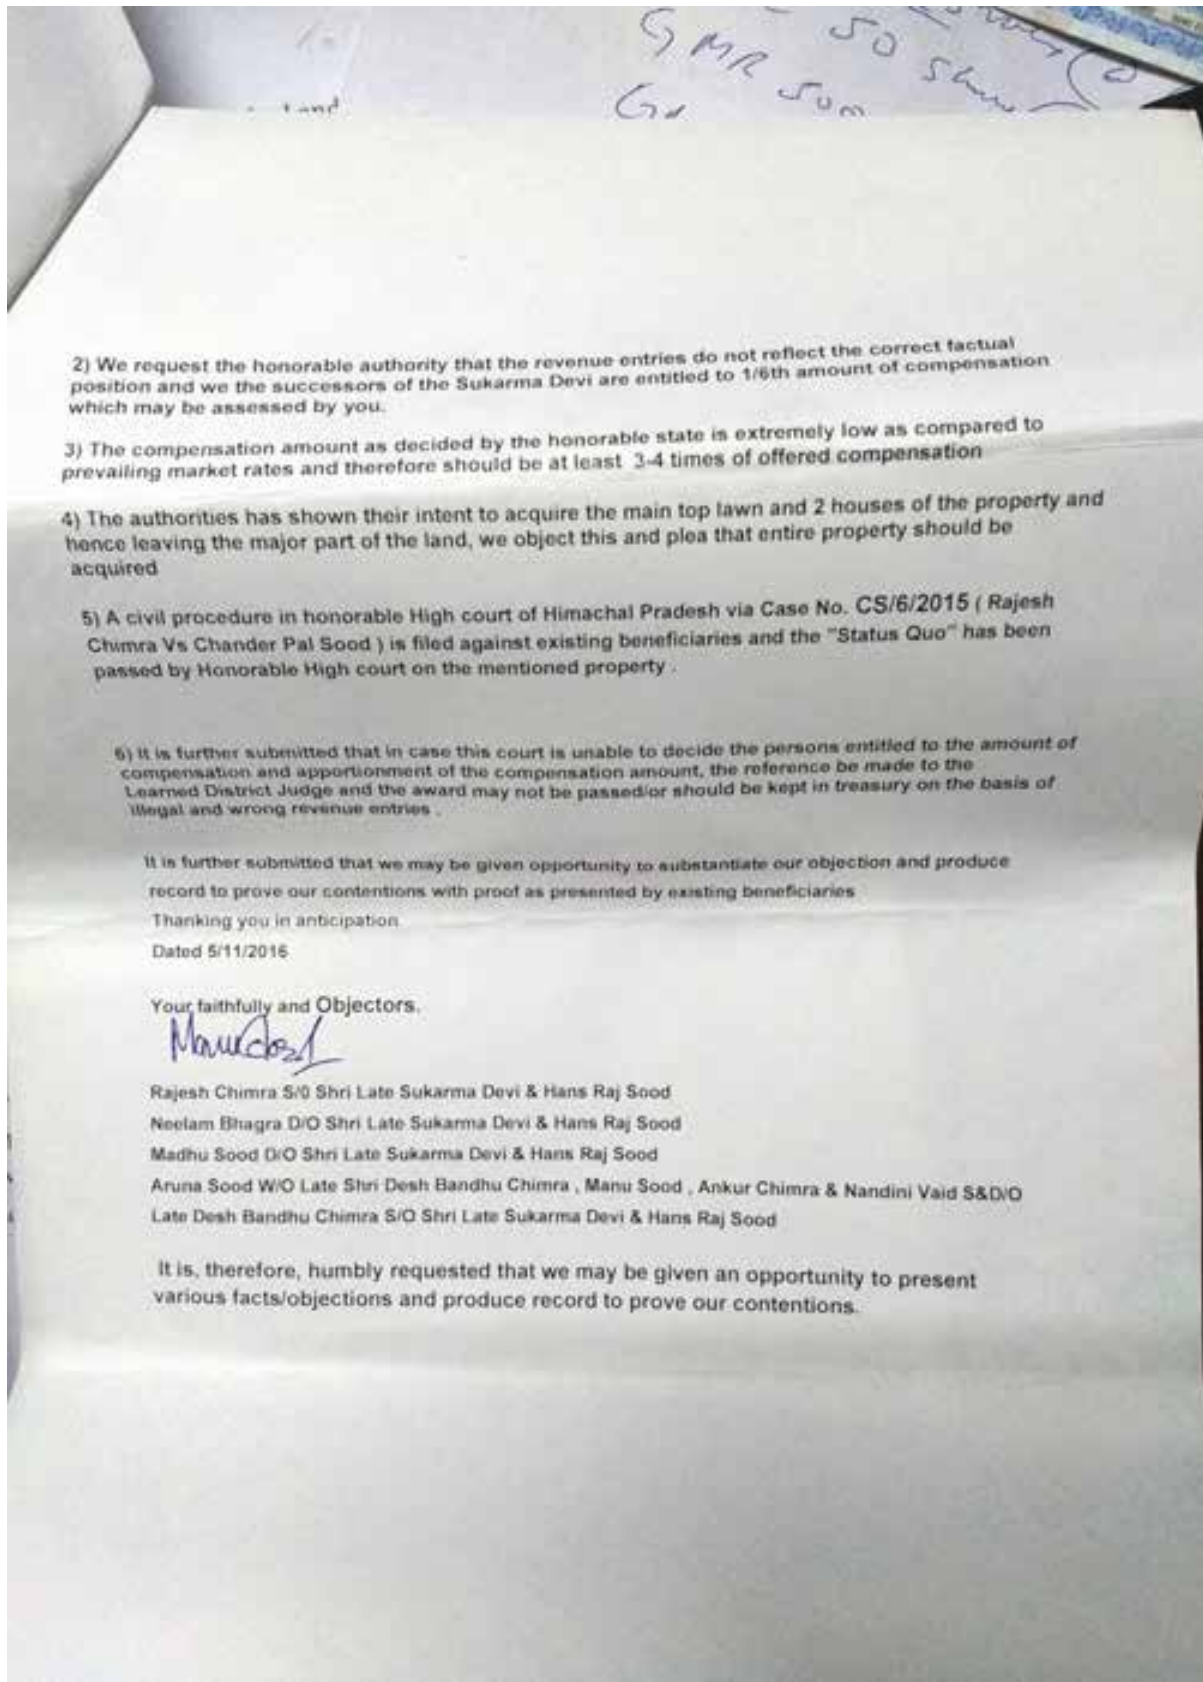 GMR 50 Sh
Gr 50m
Land
2) We request the honorable authority that the revenue entries do not reflect the correct factual
position and we the successors of the Sukarma Devi are entitled to 1/6th amount of compensation
which may be assessed by you.
3) The compensation amount as decided by the honorable state is extremely low as compared to
prevailing market rates and therefore should be at least 3-4 times of offered compensation
4) The authorities has shown their intent to acquire the main top lawn and 2 houses of the property and
hence leaving the major part of the land, we object this and plea that entire property should be
acquired
5) A civil procedure in honorable High court of Himachal Pradesh via Case No. CS/6/2015 ( Rajesh
Chimra Vs Chander Pal Sood ) is filed against existing beneficiaries and the "Status Quo" has been
passed by Honorable High court on the mentioned property .
6) It is further submitted that in case this court is unable to decide the persons entitled to the amount of
compensation and apportionment of the compensation amount, the reference be made to the
Learned District Judge and the award may not be passed/or should be kept in treasury on the basis of
illegal and wrong revenue entries .
It is further submitted that we may be given opportunity to substantiate our objection and produce
record to prove our contentions with proof as presented by existing beneficiaries
Thanking you in anticipation.
Dated 5/11/2016
Your faithfully and Objectors.
Rajesh Chimra S/0 Shri Late Sukarma Devi & Hans Raj Sood
Neelam Bhagra D/O Shri Late Sukarma Devi & Hans Raj Sood
Madhu Sood D/O Shri Late Sukarma Devi & Hans Raj Sood
Aruna Sood W/O Late Shri Desh Bandhu Chimra , Manu Sood , Ankur Chimra & Nandini Vaid S&D/O
Late Desh Bandhu Chimra S/O Shri Late Sukarma Devi & Hans Raj Sood
It is, therefore, humbly requested that we may be given an opportunity to present
various facts/objections and produce record to prove our contentions.